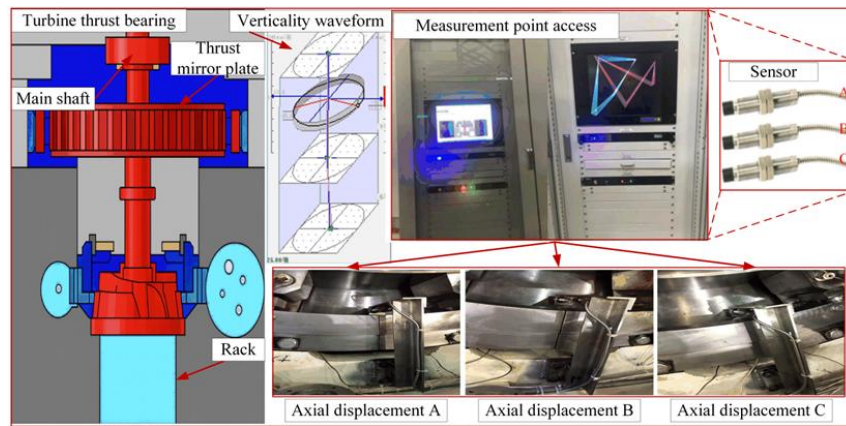 Turbine thrust bearing
Thrust
mirror plate
Main shaft
Rack
Verticality waveform
Measurement point access
Sensor
A
B
C
Axial displacement A
Axial displacement B
Axial displacement C